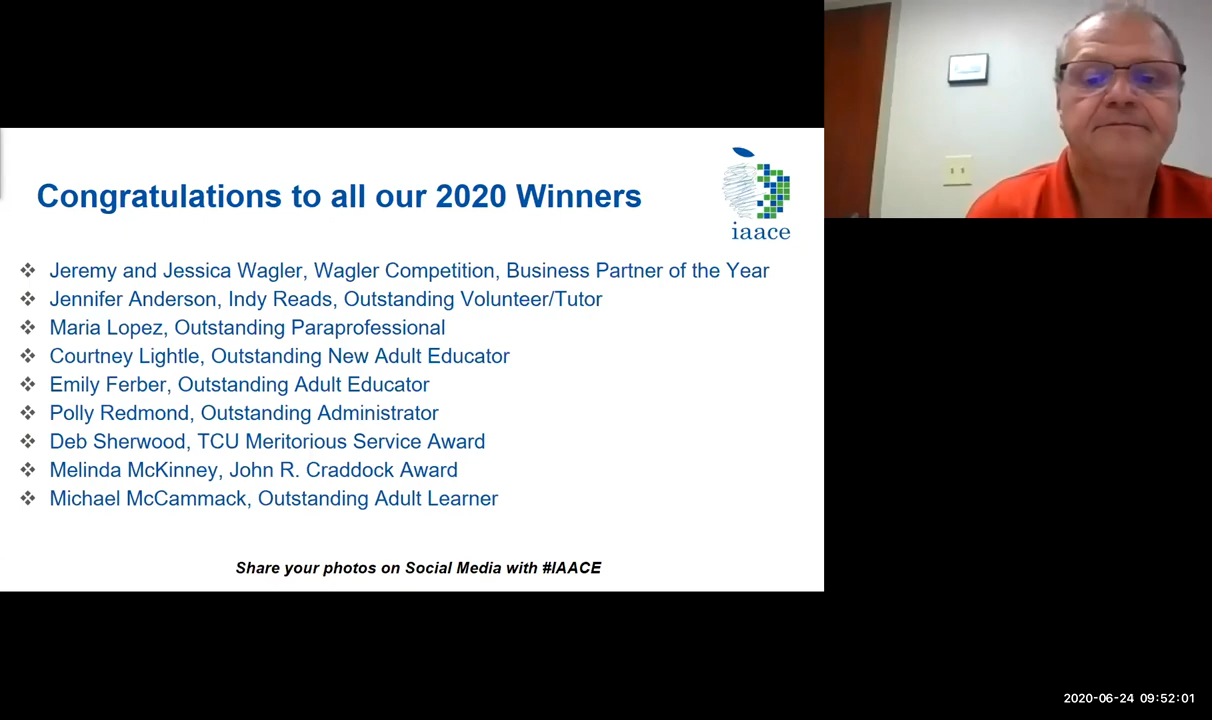 Congratulations to all our 2020 Winners
iaace
❖ Jeremy and Jessica Wagler, Wagler Competition, Business Partner of the Year
❖ Jennifer Anderson, Indy Reads, Outstanding Volunteer/Tutor
❖ Maria Lopez, Outstanding Paraprofessional
❖ Courtney Lightle, Outstanding New Adult Educator
❖ Emily Ferber, Outstanding Adult Educator
❖ Polly Redmond, Outstanding Administrator
❖ Deb Sherwood, TCU Meritorious Service Award
❖ Melinda McKinney, John R. Craddock Award
❖ Michael McCammack, Outstanding Adult Learner
Share your photos on Social Media with #IAACE
2020-06-24 09:52:01